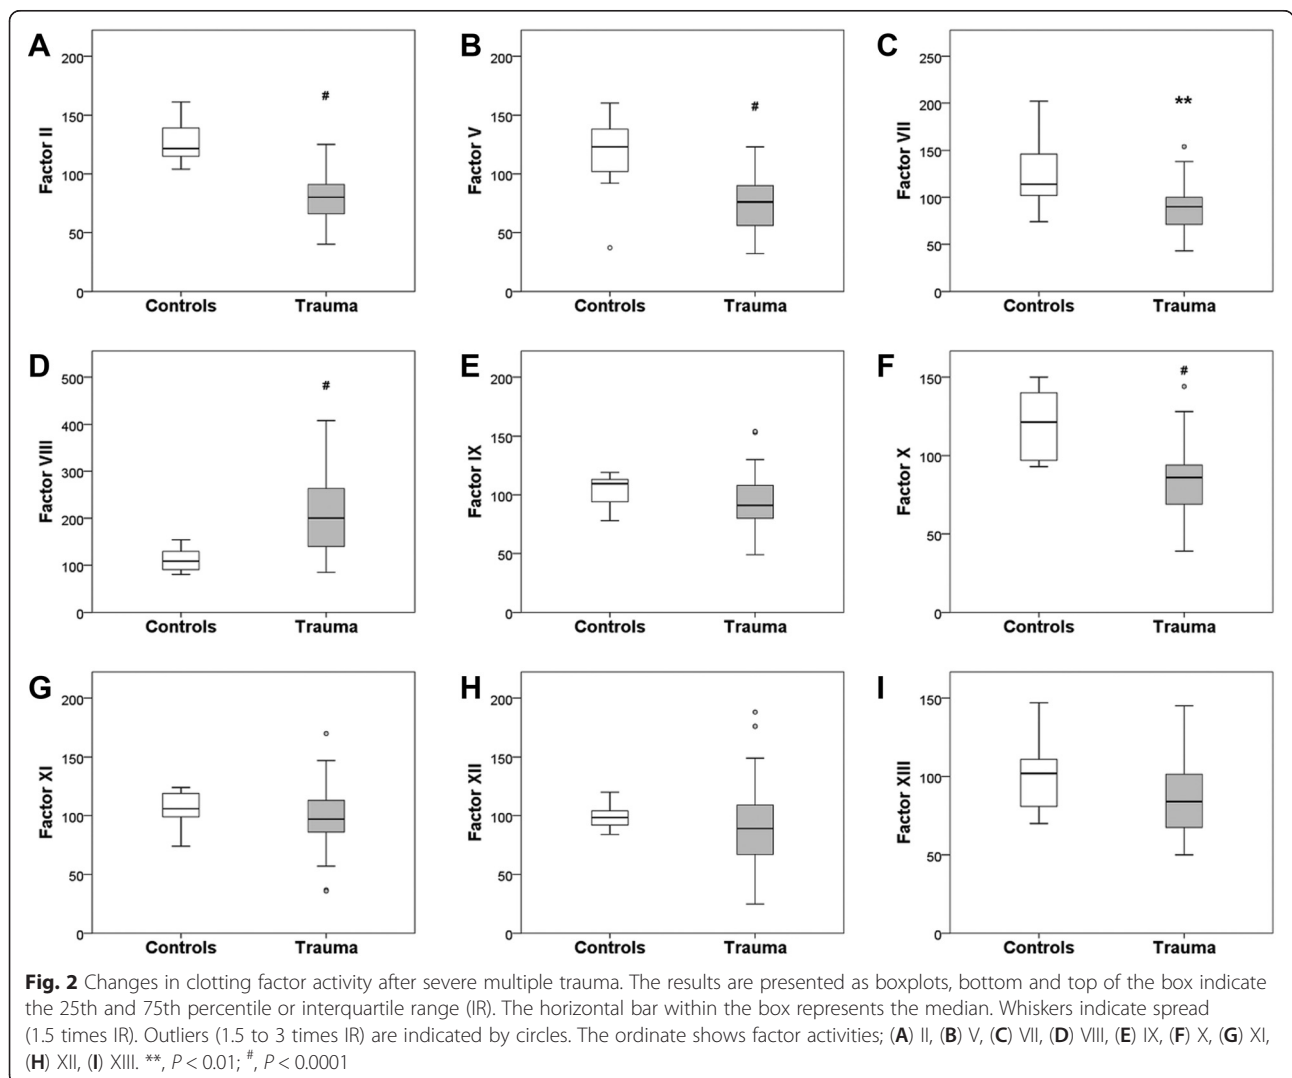 A
200
150
100
50
0
Factor II
#
Controls Trauma
B
200
150
100
50
0
Factor V
#
Controls Trauma
C
250
200
150
100
50
0
Factor VII
**
Controls Trauma
D
500
400
300
200
100
0
Factor VIII
#
Controls Trauma
E
200
150
100
50
0
Factor IX
Controls Trauma
F
150
100
50
0
Factor X
#
Controls Trauma
G
200
150
100
50
0
Factor XI
Controls Trauma
H
200
150
100
50
0
Factor XII
Controls Trauma
I
150
100
50
0
Factor XIII
Controls Trauma
Fig. 2 Changes in clotting factor activity after severe multiple trauma. The results are presented as boxplots, bottom and top of the box indicate
the 25th and 75th percentile or interquartile range (IR). The horizontal bar within the box represents the median. Whiskers indicate spread
(1.5 times IR). Outliers (1.5 to 3 times IR) are indicated by circles. The ordinate shows factor activities; (A) II, (B) V, (C) VII, (D) VIII, (E) IX, (F) X, (G) XI,
(H) XII, (I) XIII. **, P < 0.01; #, P < 0.0001